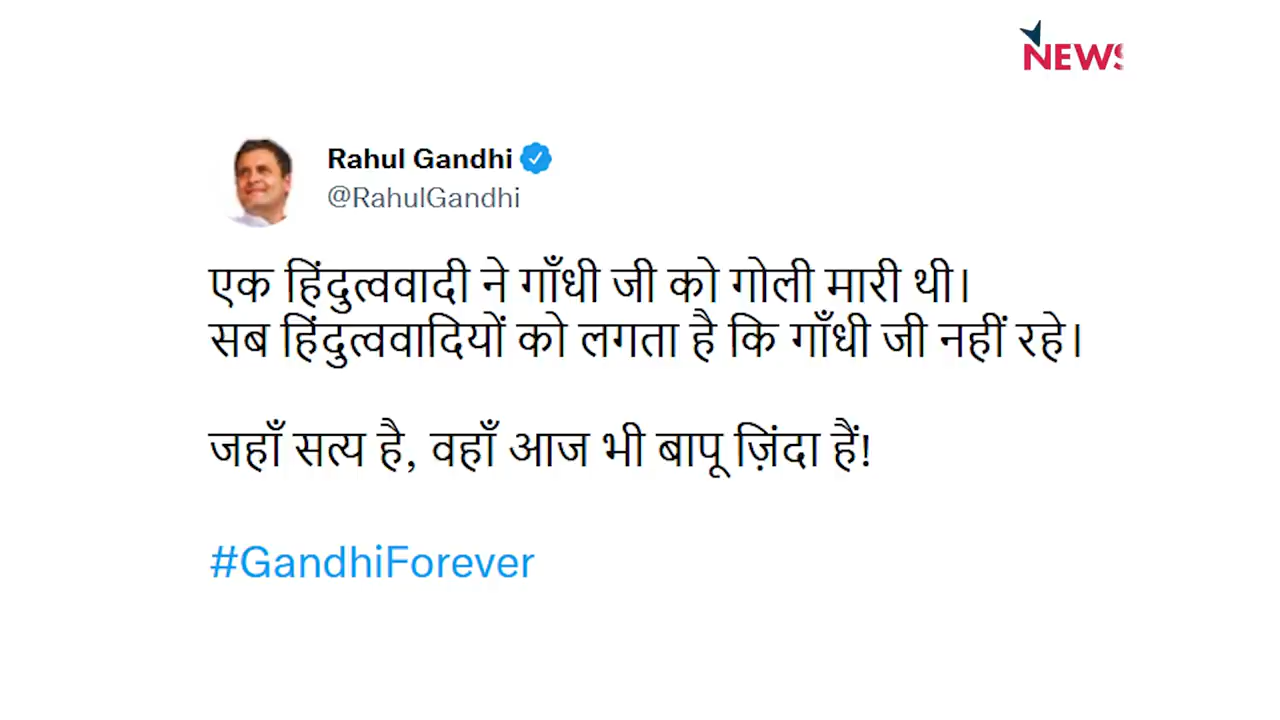 NEWS
Rahul Gandhi
@RahulGandhi
एक हिंदुत्ववादी ने गाँधी जी को गोली मारी थी।
सब हिंदुत्ववादियों को लगता है कि गाँधी जी नहीं रहे।
जहाँ सत्य है, वहाँ आज भी बापू ज़िंदा हैं!
#GandhiForever